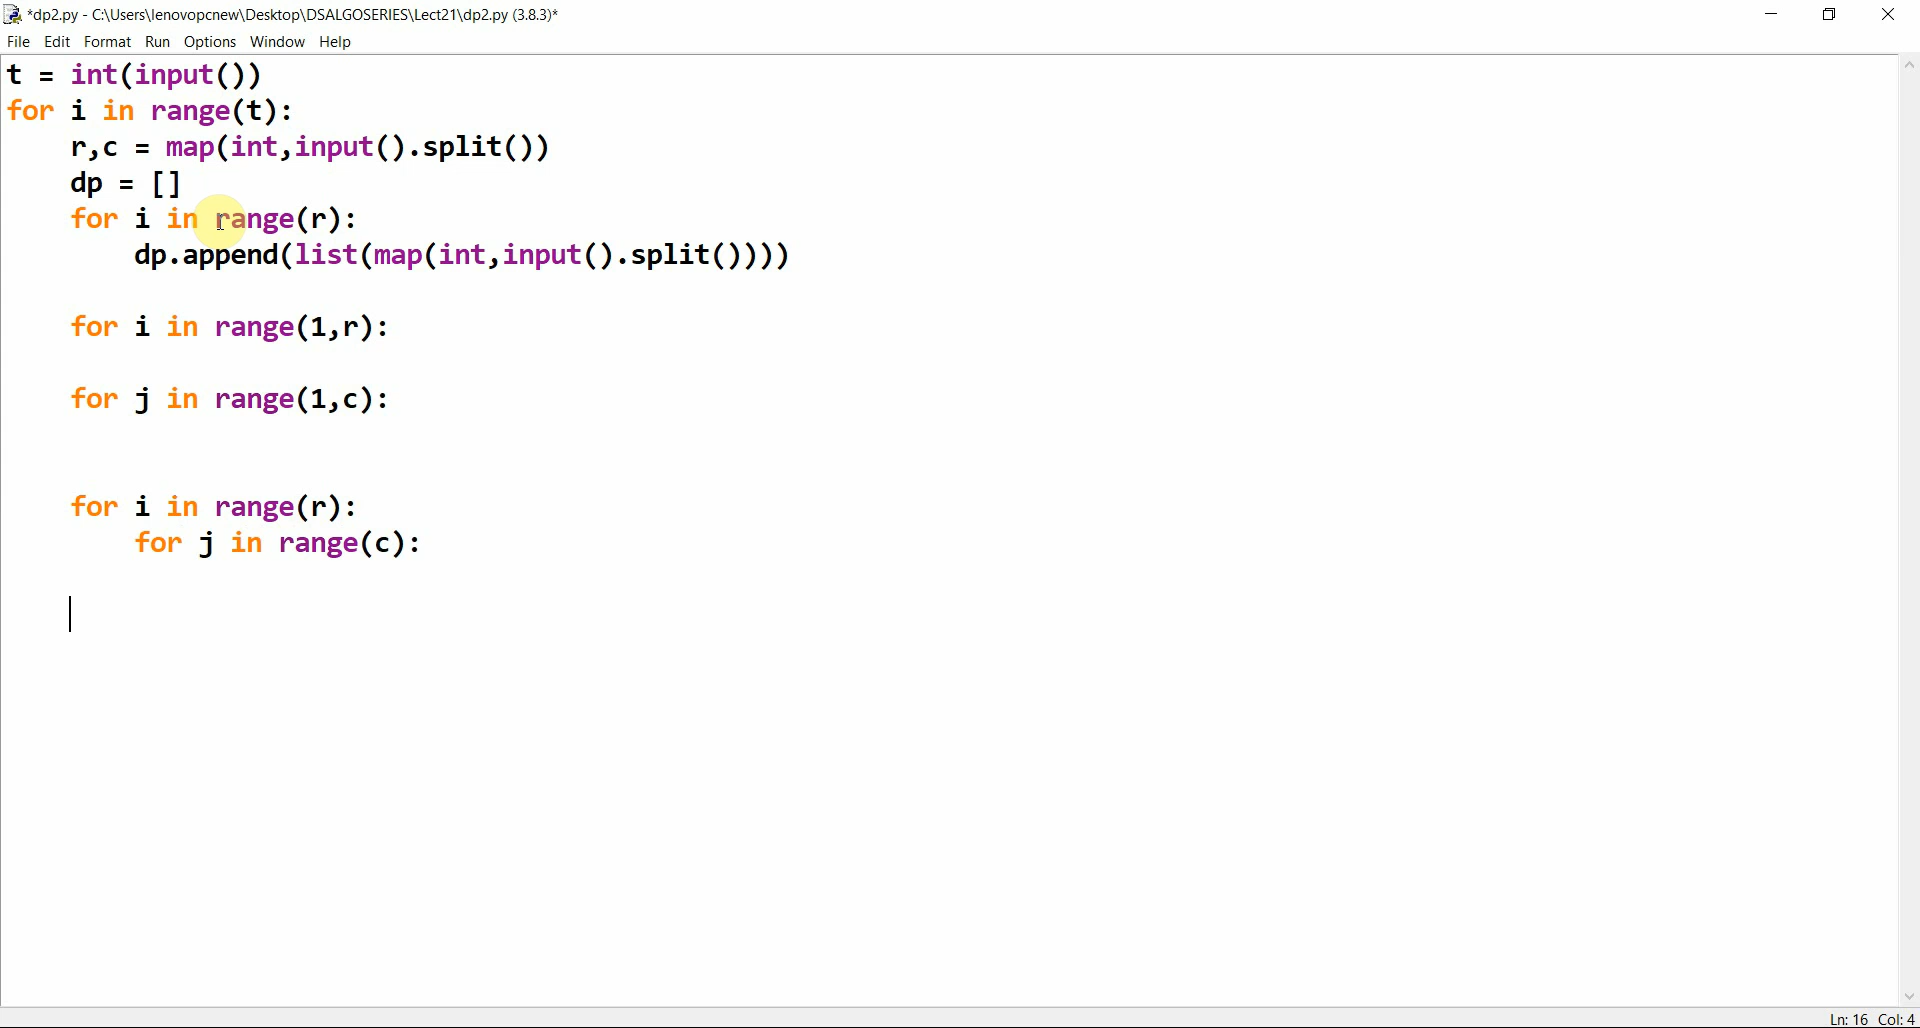 *dp2.py - C:\Users\lenovopcnew\Desktop\DSALGOSERIES\Lect21\dp2.py (3.8.3)*
File Edit Format Run Options Window Help
t = int(input())
for i in range(t):
    r,c = map(int,input().split())
    dp = []
    for i in range(r):
        dp.append(list(map(int,input().split())))
    for i in range(1,r):
    for j in range(1,c):
    for i in range(r):
        for j in range(c):
Ln: 16 Col: 4